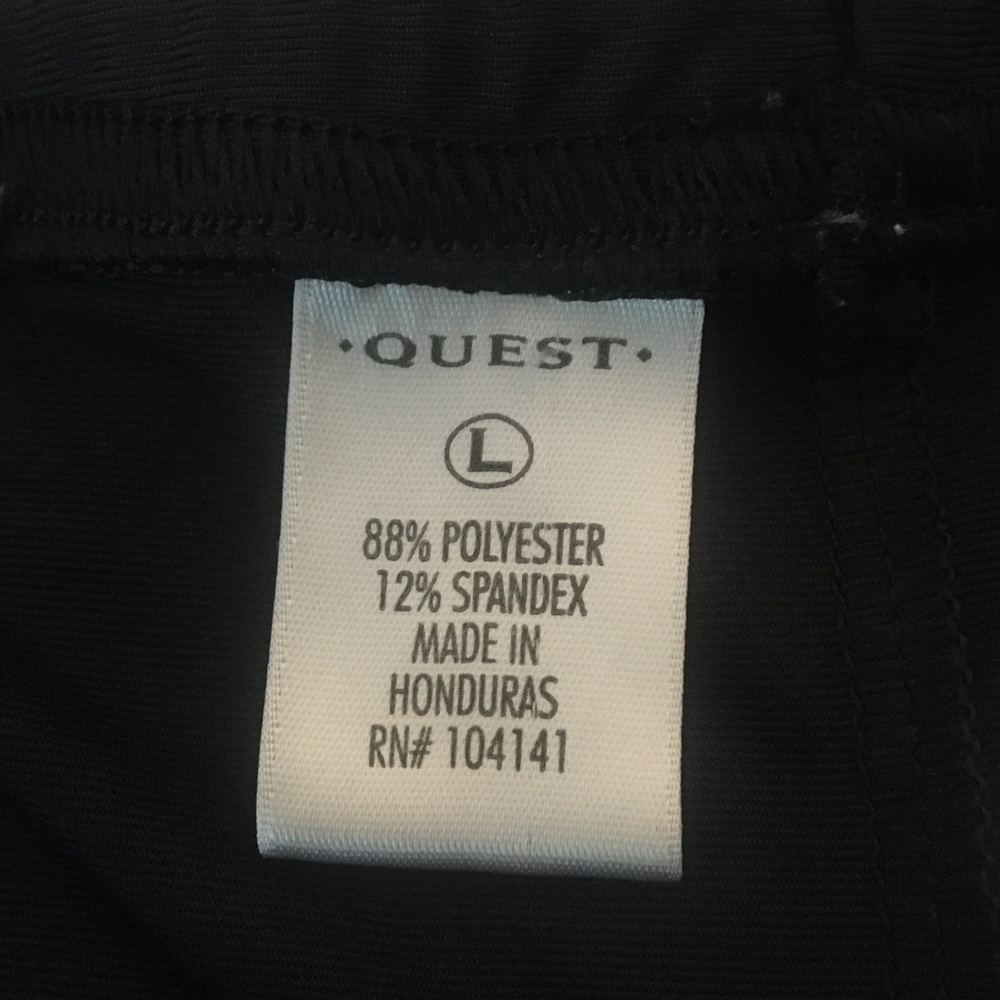 ·QUEST·
L
88% POLYESTER
12% SPANDEX
MADE IN
HONDURAS
RN# 104141